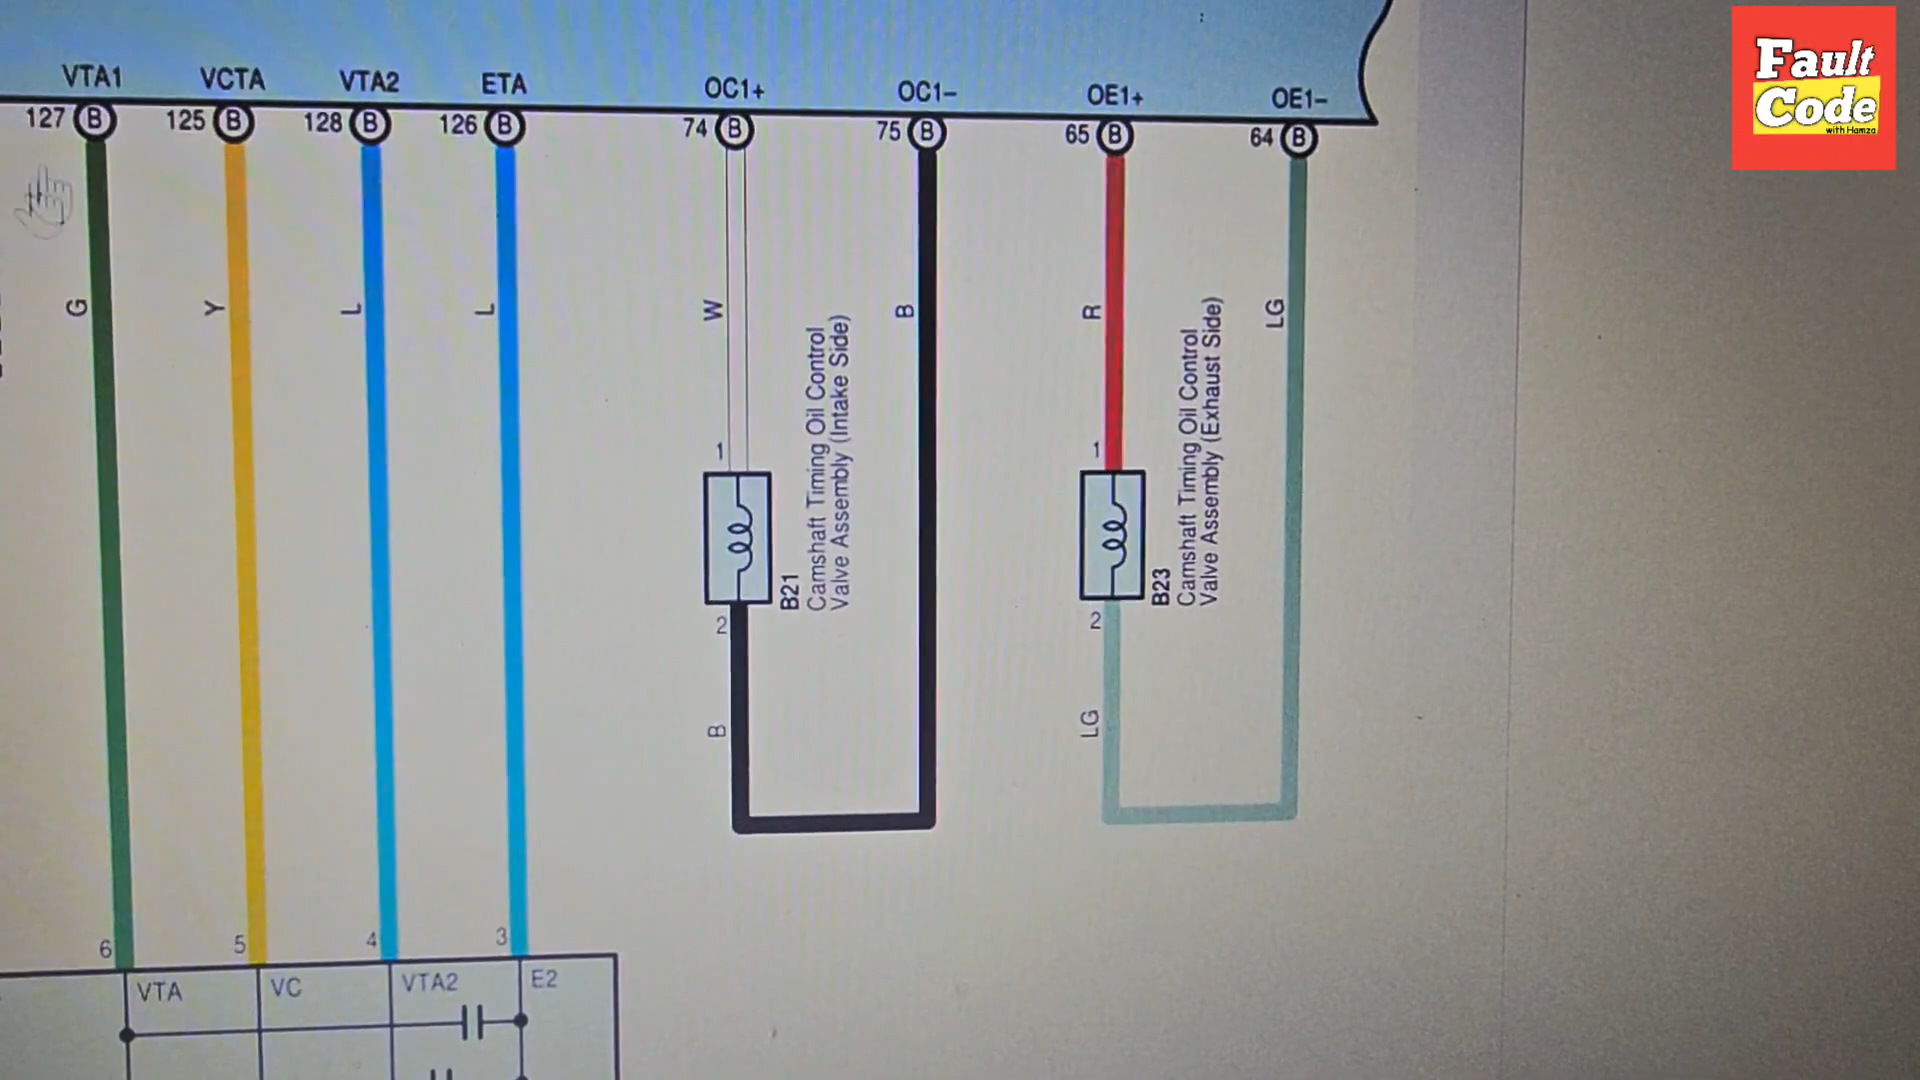 VTA1 VCTA VTA2 ETA OC1+ OC1- OE1+ OE1-
127 B 125 B 128 B 126 B 74 B 75 B 65 B 64 B
G Y L L W B R LG
1 1
Camshaft Timing Oil Control
Valve Assembly (Intake Side)
B21
Camshaft Timing Oil Control
Valve Assembly (Exhaust Side)
B23
2 2
B LG
6 5 4 3
VTA VC VTA2 E2
Fault
Code
with Hamza